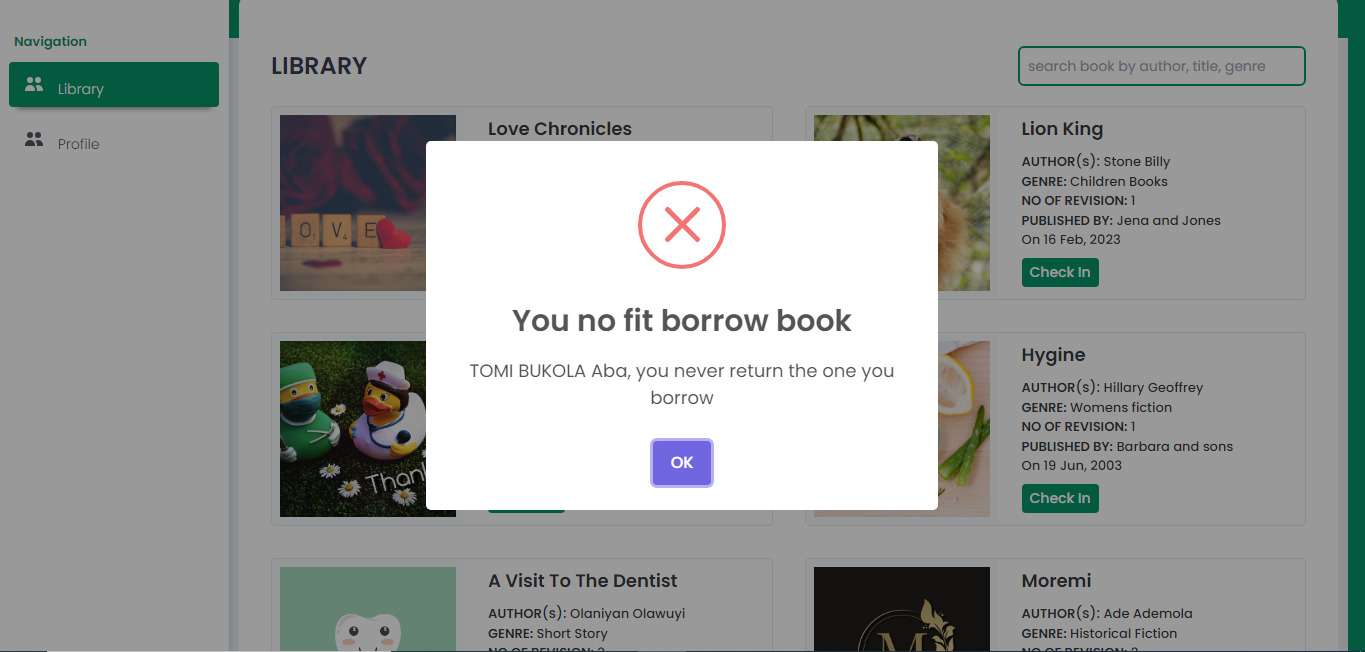 Navigation
Library
Profile
LIBRARY
search book by author, title, genre
Love Chronicles
LOVE
Lion King
AUTHOR(s): Stone Billy
GENRE: Children Books
NO OF REVISION: 1
PUBLISHED BY: Jena and Jones
On 16 Feb, 2023
Check In
You no fit borrow book
TOMI BUKOLA Aba, you never return the one you
borrow
OK
Thank
Hygine
AUTHOR(s): Hillary Geoffrey
GENRE: Womens fiction
NO OF REVISION: 1
PUBLISHED BY: Barbara and sons
On 19 Jun, 2003
Check In
A Visit To The Dentist
AUTHOR(s): Olaniyan Olawuyi
GENRE: Short Story
NO OF REVISION: 2
Moremi
AUTHOR(s): Ade Ademola
GENRE: Historical Fiction
NO OF REVISION: 2
M